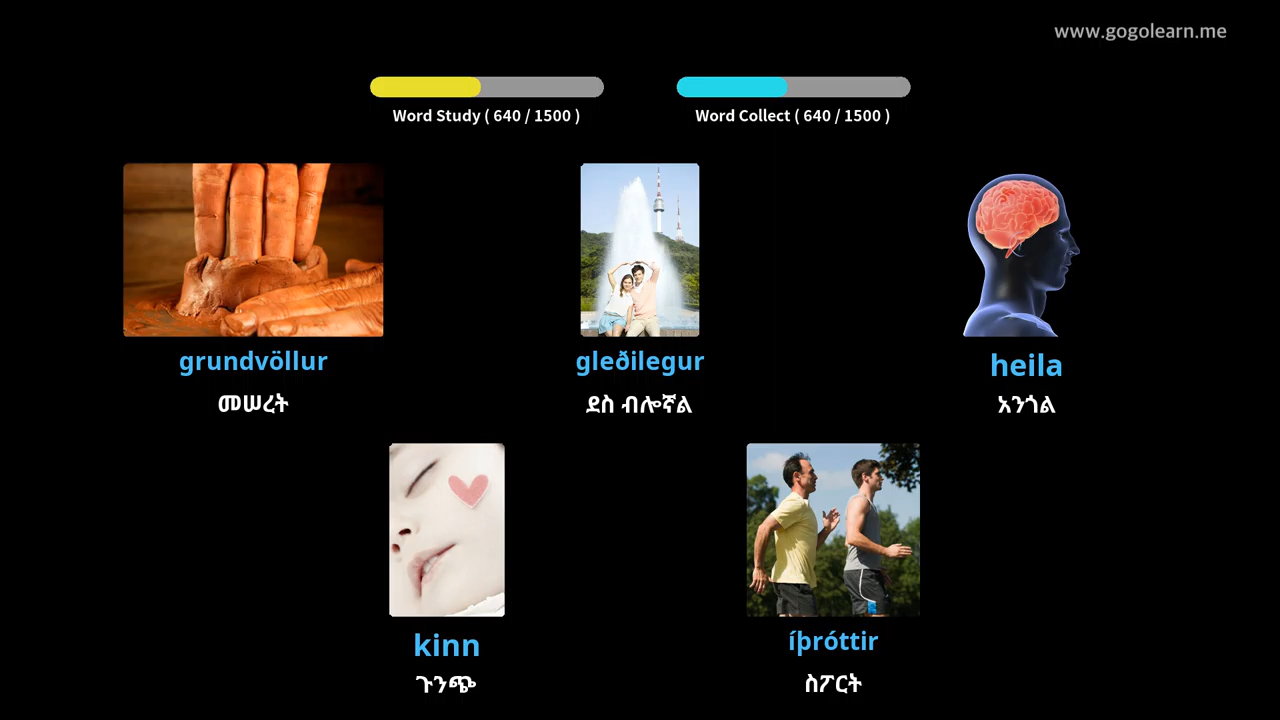 www.gogolearn.me
Word Study ( 640 / 1500 )
Word Collect ( 640 / 1500 )
grundvöllur
መሠረት
gleðilegur
ደስ ብሎኛል
heila
አንጎል
kinn
ጉንጭ
íþróttir
ስፖርት